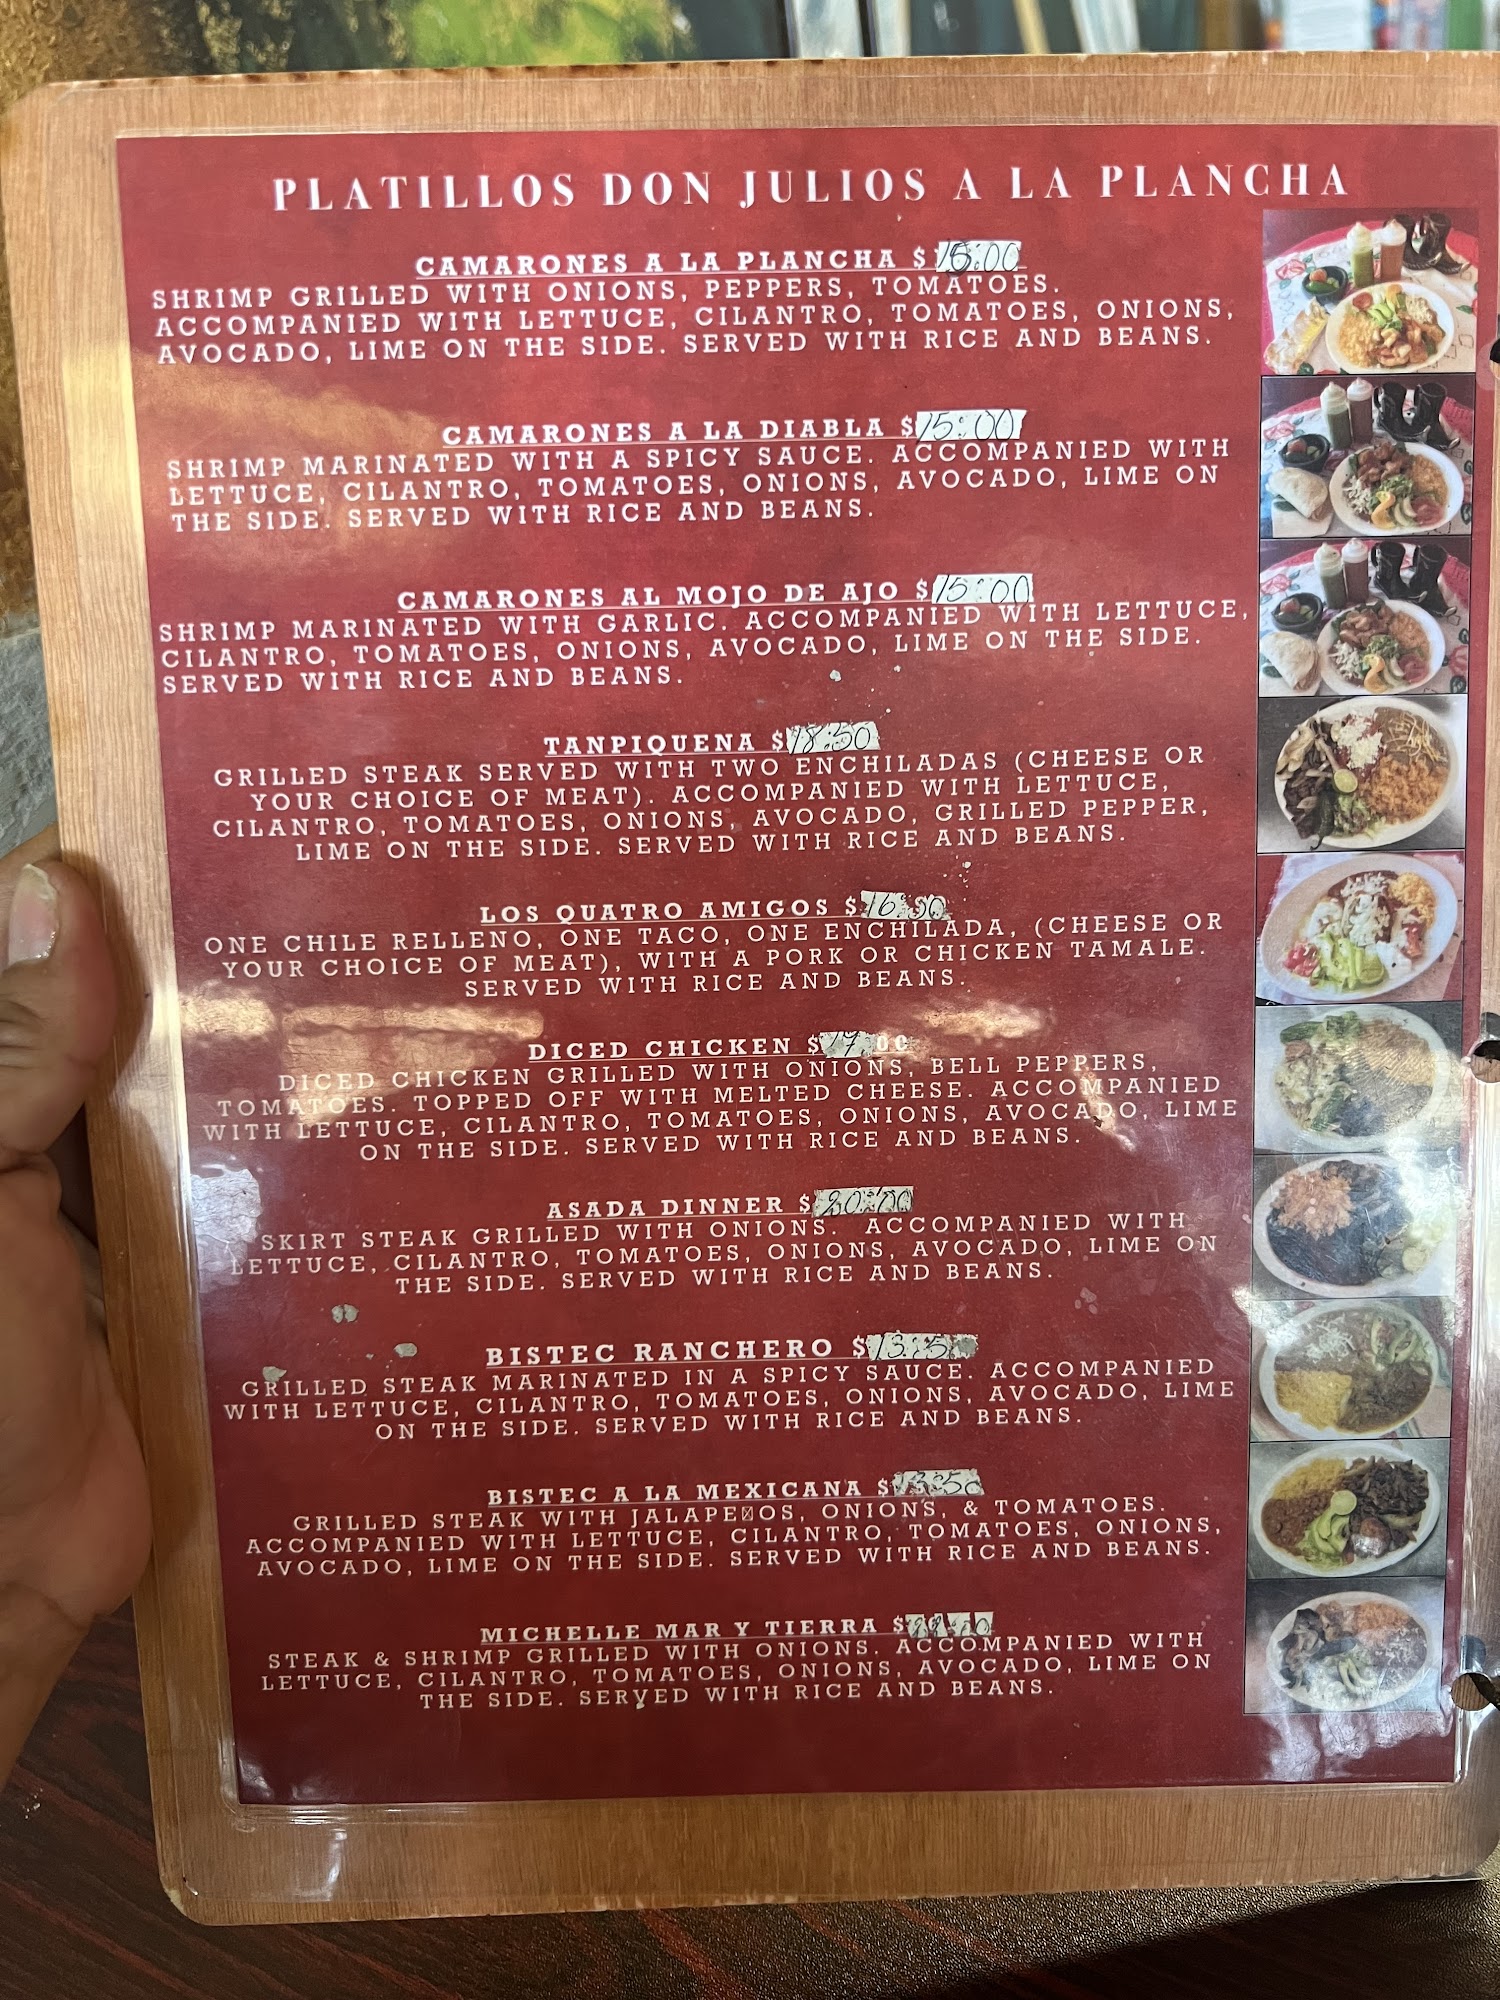 PLATILLOS DON JULIOS A LA PLANCHA
CAMARONES A LA PLANCHA $15.00
SHRIMP GRILLED WITH ONIONS, PEPPERS, TOMATOES.
ACCOMPANIED WITH LETTUCE, CILANTRO, TOMATOES, ONIONS,
AVOCADO, LIME ON THE SIDE. SERVED WITH RICE AND BEANS.
CAMARONES A LA DIABLA $15.00
SHRIMP MARINATED WITH A SPICY SAUCE. ACCOMPANIED WITH
LETTUCE, CILANTRO, TOMATOES, ONIONS, AVOCADO, LIME ON
THE SIDE. SERVED WITH RICE AND BEANS.
CAMARONES AL MOJO DE AJO $15.00
SHRIMP MARINATED WITH GARLIC. ACCOMPANIED WITH LETTUCE,
CILANTRO, TOMATOES, ONIONS, AVOCADO, LIME ON THE SIDE.
SERVED WITH RICE AND BEANS.
TANPIQUENA $18.50
GRILLED STEAK SERVED WITH TWO ENCHILADAS (CHEESE OR
YOUR CHOICE OF MEAT). ACCOMPANIED WITH LETTUCE,
CILANTRO, TOMATOES, ONIONS, AVOCADO, GRILLED PEPPER,
LIME ON THE SIDE. SERVED WITH RICE AND BEANS.
LOS QUATRO AMIGOS $
ONE CHILE RELLENO, ONE TACO, ONE ENCHILADA, (CHEESE OR
YOUR CHOICE OF MEAT), WITH A PORK OR CHICKEN TAMALE.
SERVED WITH RICE AND BEANS.
DICED CHICKEN $
DICED CHICKEN GRILLED WITH ONIONS, BELL PEPPERS,
TOMATOES. TOPPED OFF WITH MELTED CHEESE. ACCOMPANIED
WITH LETTUCE, CILANTRO, TOMATOES, ONIONS, AVOCADO, LIME
ON THE SIDE. SERVED WITH RICE AND BEANS.
ASADA DINNER $20.00
SKIRT STEAK GRILLED WITH ONIONS. ACCOMPANIED WITH
LETTUCE, CILANTRO, TOMATOES, ONIONS, AVOCADO, LIME ON
THE SIDE. SERVED WITH RICE AND BEANS.
BISTEC RANCHERO $13.50
GRILLED STEAK MARINATED IN A SPICY SAUCE. ACCOMPANIED
WITH LETTUCE, CILANTRO, TOMATOES, ONIONS, AVOCADO, LIME
ON THE SIDE. SERVED WITH RICE AND BEANS.
BISTEC A LA MEXICANA $13.50
GRILLED STEAK WITH JALAPE☒OS, ONIONS, & TOMATOES.
ACCOMPANIED WITH LETTUCE, CILANTRO, TOMATOES, ONIONS,
AVOCADO, LIME ON THE SIDE. SERVED WITH RICE AND BEANS.
MICHELLE MAR Y TIERRA $
STEAK & SHRIMP GRILLED WITH ONIONS. ACCOMPANIED WITH
LETTUCE, CILANTRO, TOMATOES, ONIONS, AVOCADO, LIME ON
THE SIDE. SERVED WITH RICE AND BEANS.